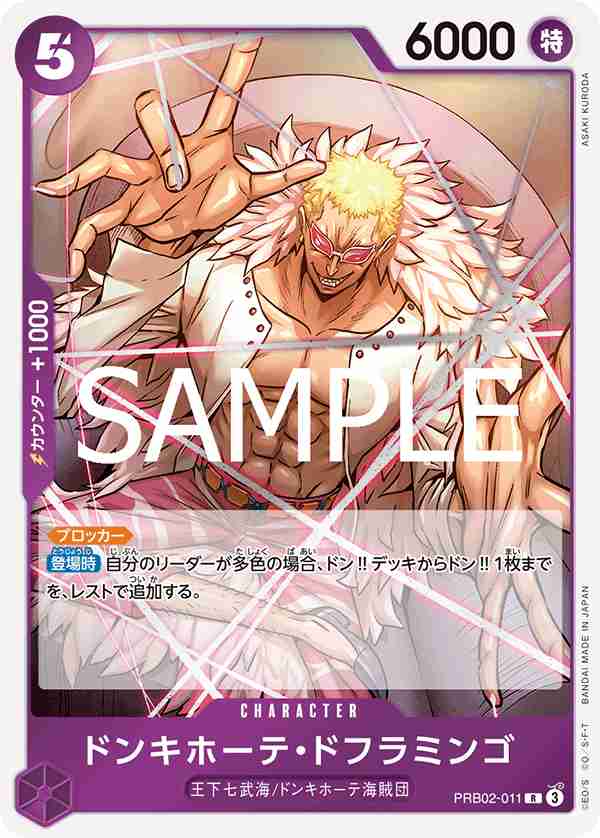 5
6000
特
ASAKI KURODA
カウンター +1000
SAMPLE
ブロッカー
登場時 自分のリーダーが多色の場合、ドン!!デッキからドン!!1枚まで
を、レストで追加する。
CHARACTER
ドンキホーテ・ドフラミンゴ
王下七武海/ドンキホーテ海賊団
PRB02-011 R 3
©E.O/S ©O/S・F・T BANDAI MADE IN JAPAN